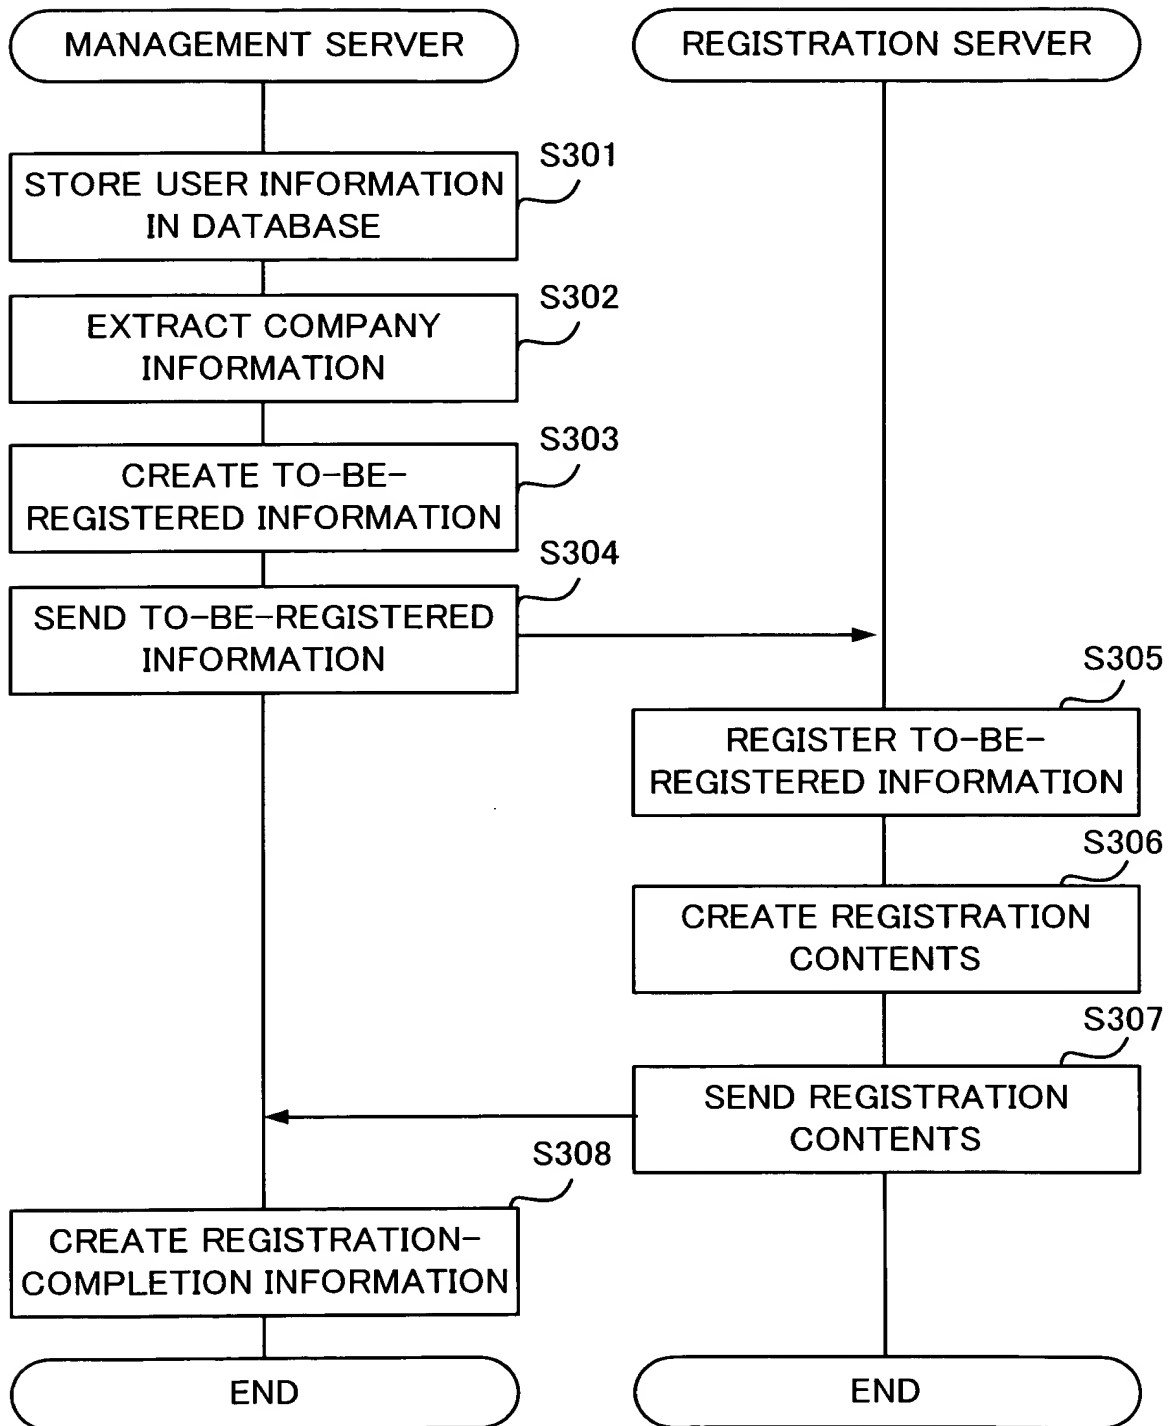 MANAGEMENT SERVER
REGISTRATION SERVER
S301
STORE USER INFORMATION
IN DATABASE
S302
EXTRACT COMPANY
INFORMATION
S303
CREATE TO-BE-
REGISTERED INFORMATION
S304
SEND TO-BE-REGISTERED
INFORMATION
S305
REGISTER TO-BE-
REGISTERED INFORMATION
S306
CREATE REGISTRATION
CONTENTS
S307
SEND REGISTRATION
CONTENTS
S308
CREATE REGISTRATION-
COMPLETION INFORMATION
END
END